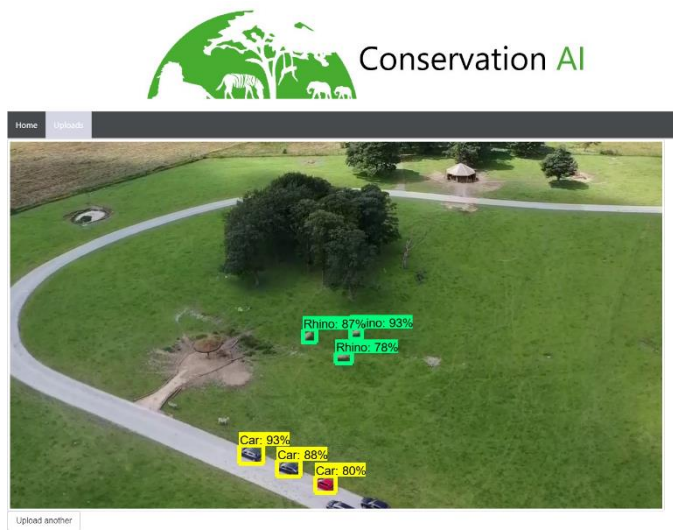 Conservation AI
Home Uploads
Rhino: 87%
ino: 93%
Rhino: 78%
Car: 93%
Car: 88%
Car: 80%
Upload another